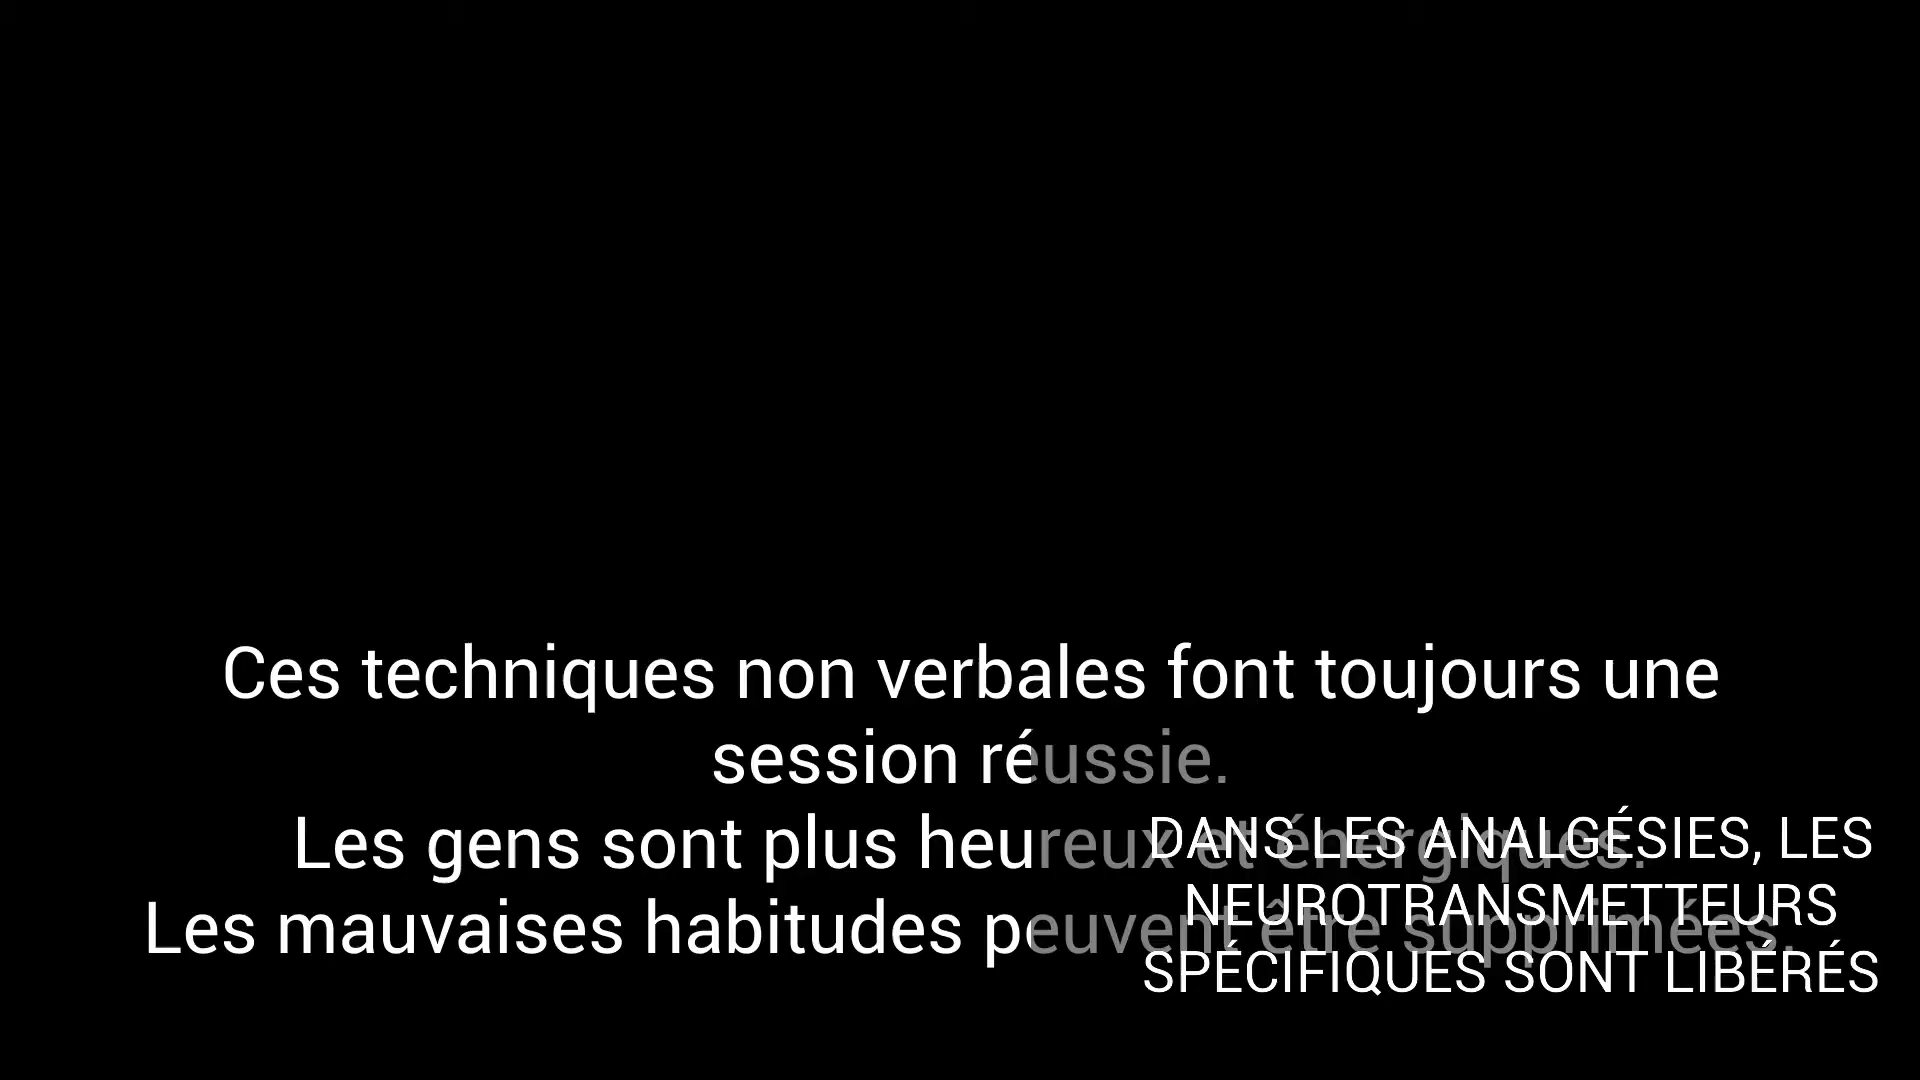 Ces techniques non verbales font toujours une
session réussie.
Les gens sont plus heureux et énergiques.
Les mauvaises habitudes peuvent être supprimées.
DANS LES ANALGÉSIES, LES
NEUROTRANSMETTEURS
SPÉCIFIQUES SONT LIBÉRÉS